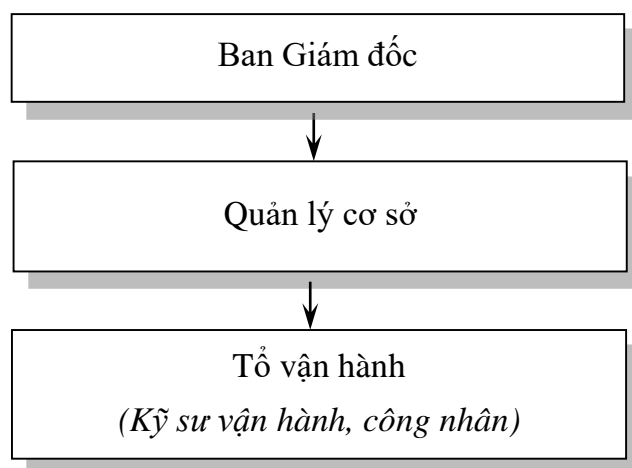 Ban Giám đốc
Quản lý cơ sở
Tổ vận hành
(Kỹ sư vận hành, công nhân)